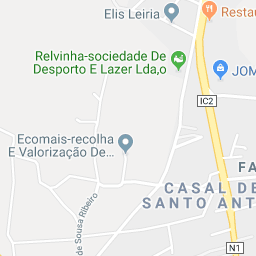 Elis Leiria
Resta
Relvinha-sociedade De
Desporto E Lazer Lda,o
JOM
IC2
Ecomais-recolha
E Valorização De...
FA
CASAL DE
SANTO ANT
de Sousa Ribeiro
N1